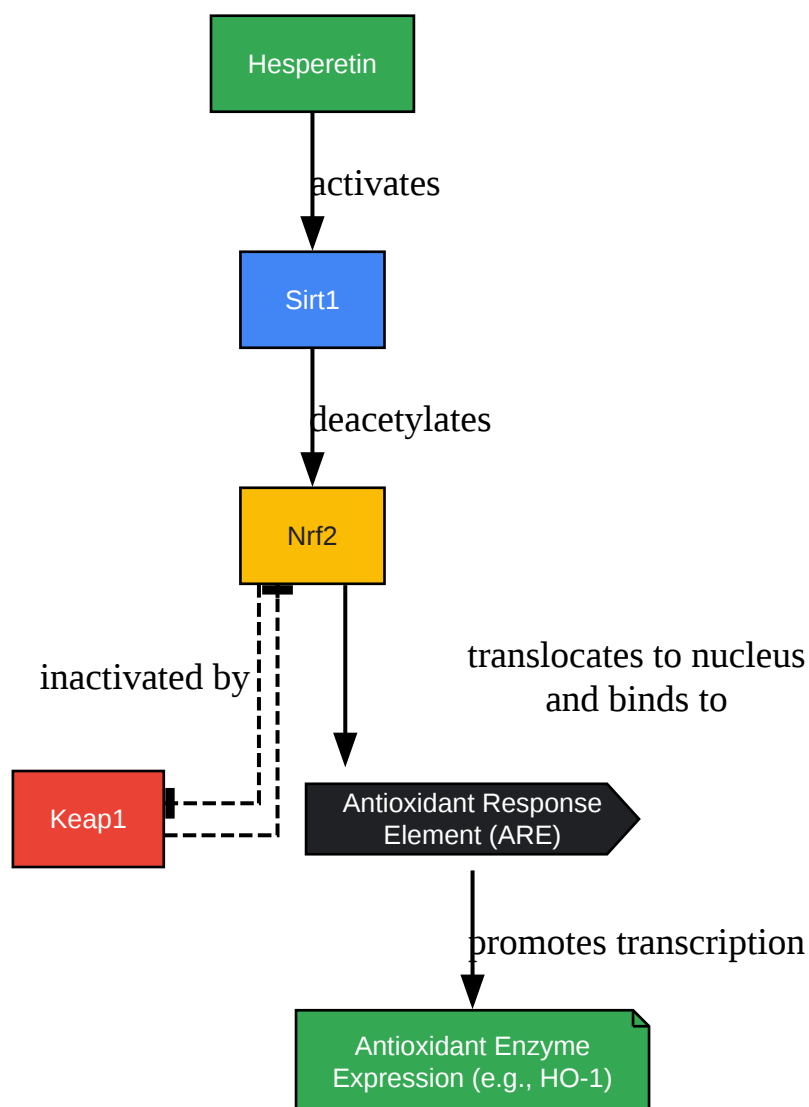 Hesperetin
activates
Sirt1
deacetylates
Nrf2
inactivated by
translocates to nucleus
and binds to
Keap1
Antioxidant Response
Element (ARE)
promotes transcription
Antioxidant Enzyme
Expression (e.g., HO-1)